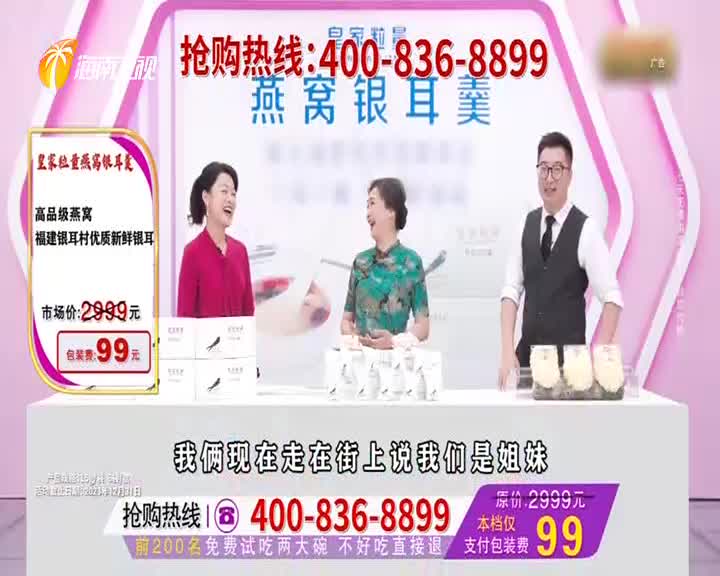 海南卫视
抢购热线:400-836-8899
广告
皇家粒量
燕窝银耳羹
皇家粒量燕窝银耳羹
高品级燕窝
福建银耳村优质新鲜银耳
市场价:2999元
包装费:99元
我俩现在走在街上说我们是姐妹
抢购热线
400-836-8899
原价:2999元
本档仅
支付包装费
99
前200名免费试吃两大碗 不好吃直接退